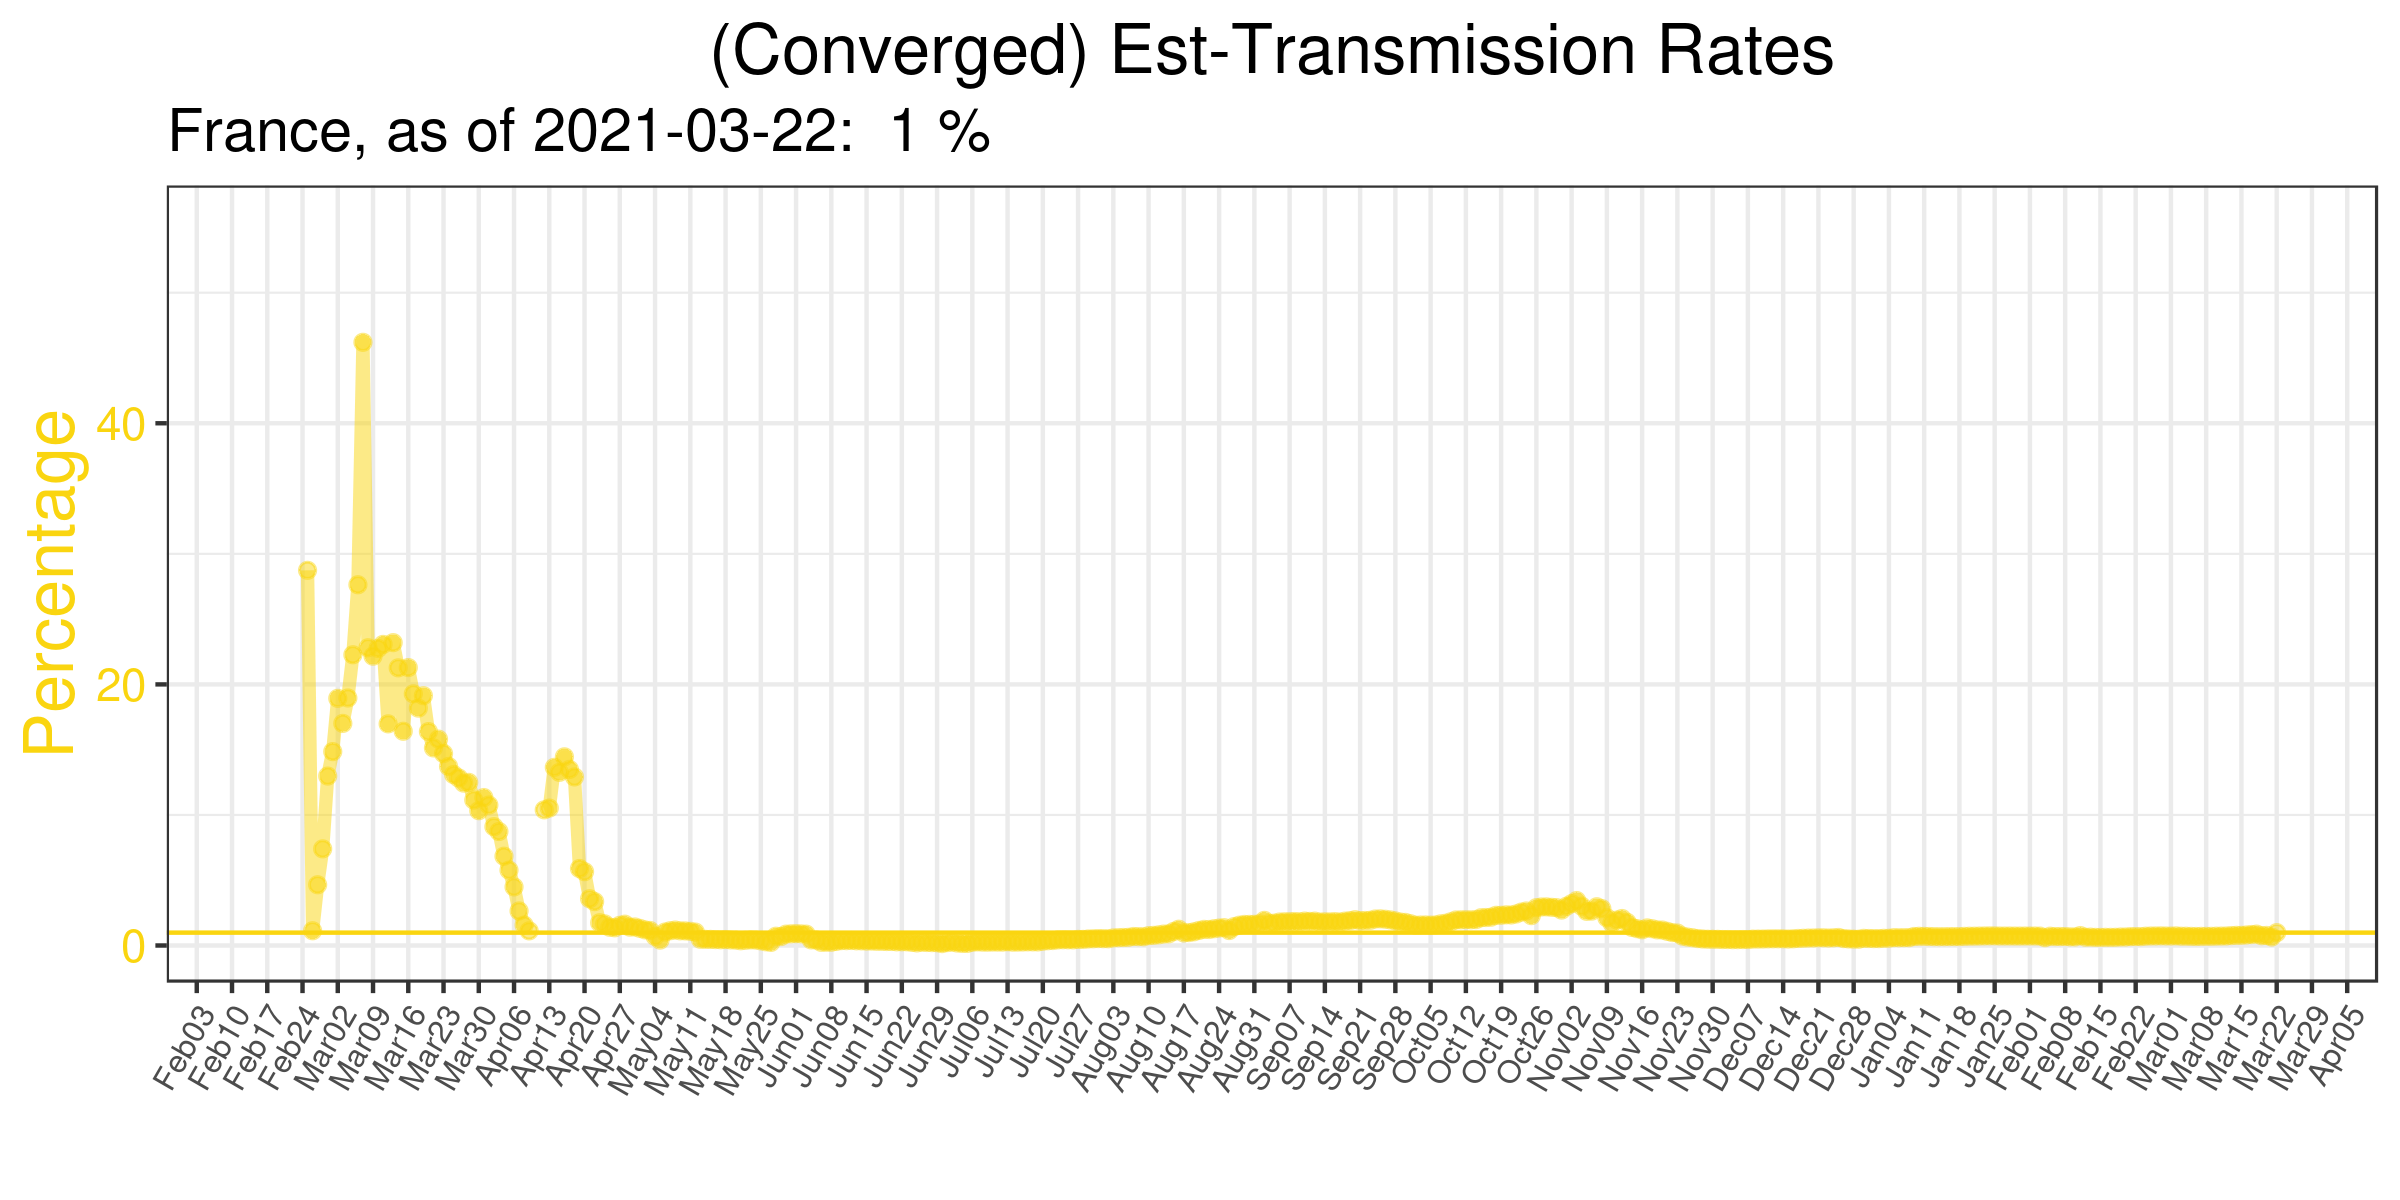 (Converged) Est-Transmission Rates
France, as of 2021-03-22:  1 %
Percentage
40
20
0
Feb03 Feb10 Feb17 Feb24 Mar02 Mar09 Mar16 Mar23 Mar30 Apr06 Apr13 Apr20 Apr27 May04 May11 May18 May25 Jun01 Jun08 Jun15 Jun22 Jun29 Jul06 Jul13 Jul20 Jul27 Aug03 Aug10 Aug17 Aug24 Aug31 Sep07 Sep14 Sep21 Sep28 Oct05 Oct12 Oct19 Oct26 Nov02 Nov09 Nov16 Nov23 Nov30 Dec07 Dec14 Dec21 Dec28 Jan04 Jan11 Jan18 Jan25 Feb01 Feb08 Feb15 Feb22 Mar01 Mar08 Mar15 Mar22 Mar29 Apr05